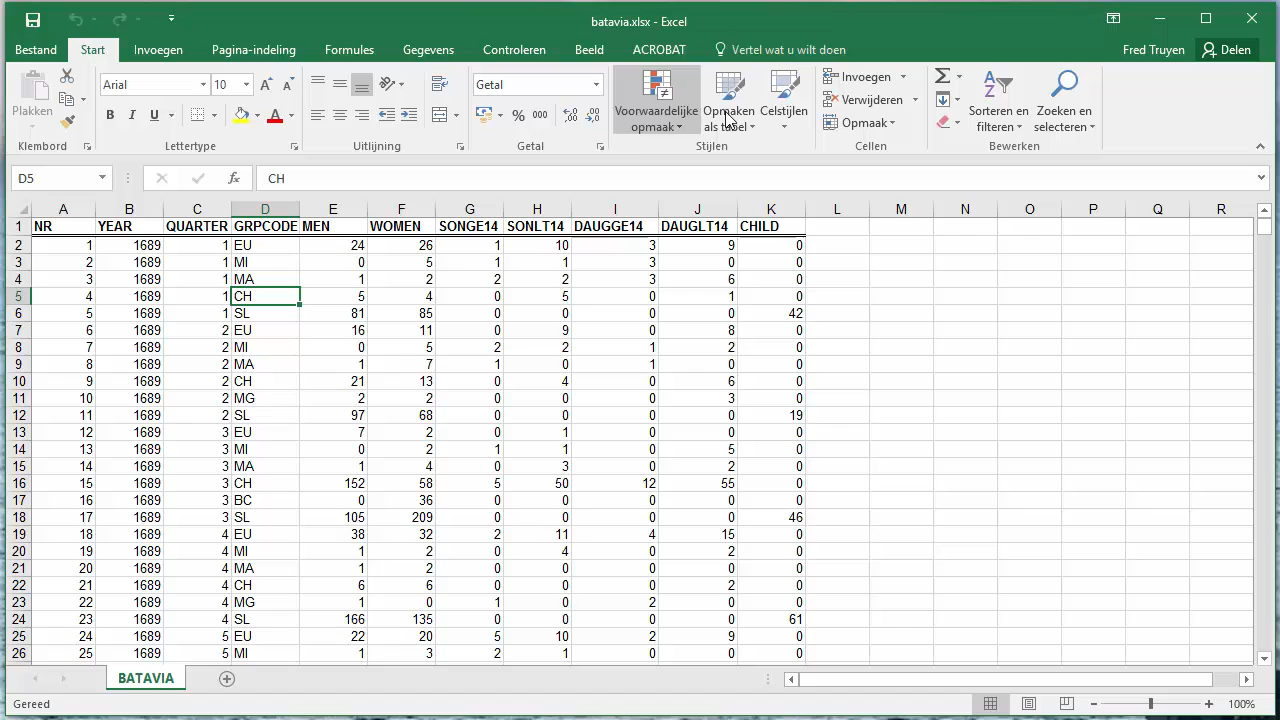 batavia.xlsx - Excel
Bestand Start Invoegen Pagina-indeling Formules Gegevens Controleren Beeld ACROBAT Vertel wat u wilt doen Fred Truyen Delen
Plakken
Arial 10
B I U
Getal
% 000
Voorwaardelijke opmaak
Opmaken als tabel
Celstijlen
Invoegen
Verwijderen
Opmaak
Sorteren en filteren
Zoeken en selecteren
Klembord Lettertype Uitlijning Getal Stijlen Cellen Bewerken
D5 fx CH
A B C D E F G H I J K L M N O P Q R
1 NR YEAR QUARTER GRPCODE MEN WOMEN SONGE14 SONLT14 DAUGGE14 DAUGLT14 CHILD
2 1 1689 1 EU 24 26 1 10 3 9 0
3 2 1689 1 MI 0 5 1 1 3 0 0
4 3 1689 1 MA 1 2 2 2 3 6 0
5 4 1689 1 CH 5 4 0 5 0 1 0
6 5 1689 1 SL 81 85 0 0 0 0 42
7 6 1689 2 EU 16 11 0 9 0 8 0
8 7 1689 2 MI 0 5 2 2 1 2 0
9 8 1689 2 MA 1 7 1 0 1 0 0
10 9 1689 2 CH 21 13 0 4 0 6 0
11 10 1689 2 MG 2 2 0 0 0 3 0
12 11 1689 2 SL 97 68 0 0 0 0 19
13 12 1689 3 EU 7 2 0 1 0 0 0
14 13 1689 3 MI 0 2 1 1 0 5 0
15 14 1689 3 MA 1 4 0 3 0 2 0
16 15 1689 3 CH 152 58 5 50 12 55 0
17 16 1689 3 BC 0 36 0 0 0 0 0
18 17 1689 3 SL 105 209 0 0 0 0 46
19 18 1689 4 EU 38 32 2 11 4 15 0
20 19 1689 4 MI 1 2 0 4 0 2 0
21 20 1689 4 MA 1 2 0 0 0 0 0
22 21 1689 4 CH 6 6 0 0 0 2 0
23 22 1689 4 MG 1 0 1 0 2 0 0
24 23 1689 4 SL 166 135 0 0 0 0 61
25 24 1689 5 EU 22 20 5 10 2 9 0
26 25 1689 5 MI 1 3 2 1 0 0 0
BATAVIA
Gereed 100%